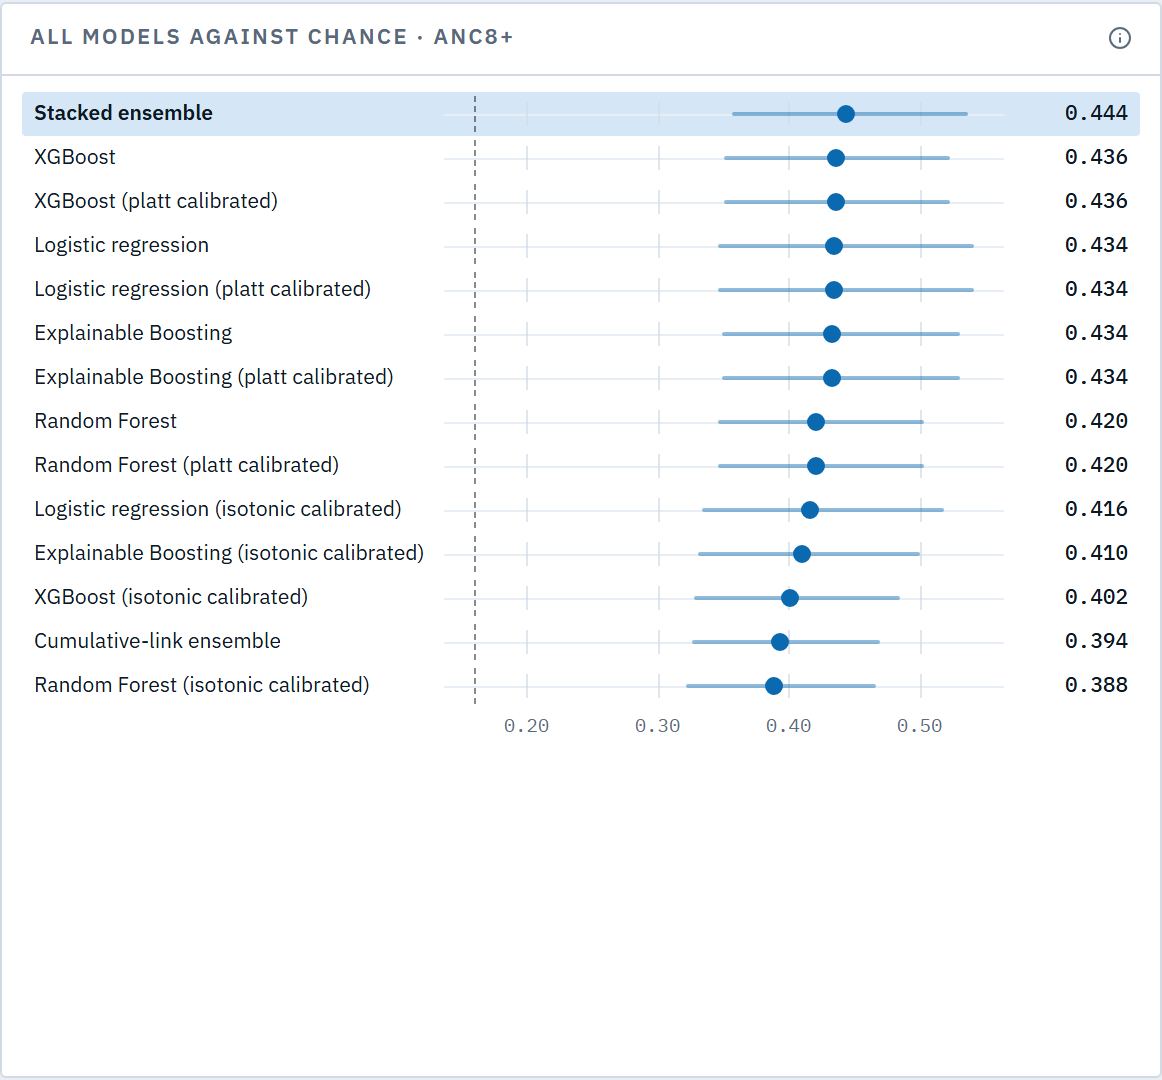 ALL MODELS AGAINST CHANCE · ANC8+
Stacked ensemble 0.444
XGBoost 0.436
XGBoost (platt calibrated) 0.436
Logistic regression 0.434
Logistic regression (platt calibrated) 0.434
Explainable Boosting 0.434
Explainable Boosting (platt calibrated) 0.434
Random Forest 0.420
Random Forest (platt calibrated) 0.420
Logistic regression (isotonic calibrated) 0.416
Explainable Boosting (isotonic calibrated) 0.410
XGBoost (isotonic calibrated) 0.402
Cumulative-link ensemble 0.394
Random Forest (isotonic calibrated) 0.388
0.20 0.30 0.40 0.50